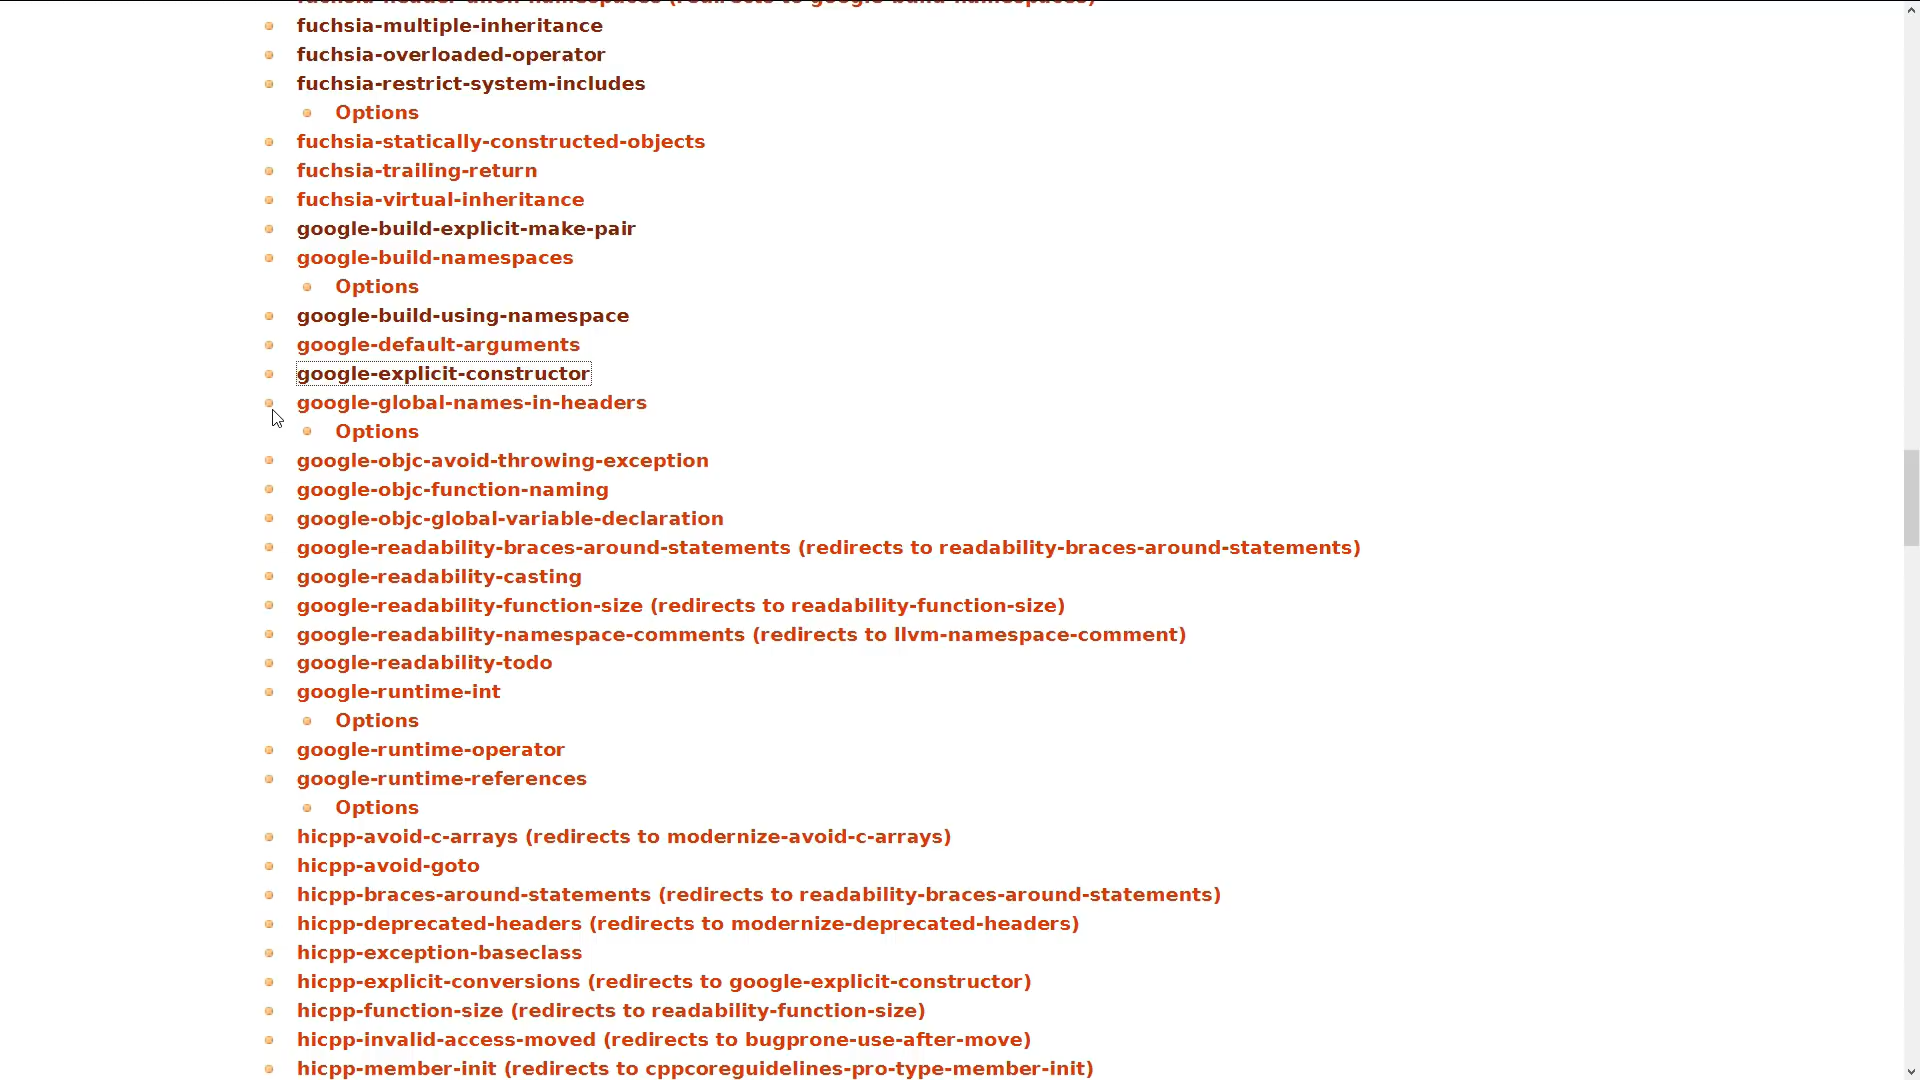 fuchsia-header-anon-namespaces (redirects to google-build-namespaces)
fuchsia-multiple-inheritance
fuchsia-overloaded-operator
fuchsia-restrict-system-includes
Options
fuchsia-statically-constructed-objects
fuchsia-trailing-return
fuchsia-virtual-inheritance
google-build-explicit-make-pair
google-build-namespaces
Options
google-build-using-namespace
google-default-arguments
google-explicit-constructor
google-global-names-in-headers
Options
google-objc-avoid-throwing-exception
google-objc-function-naming
google-objc-global-variable-declaration
google-readability-braces-around-statements (redirects to readability-braces-around-statements)
google-readability-casting
google-readability-function-size (redirects to readability-function-size)
google-readability-namespace-comments (redirects to llvm-namespace-comment)
google-readability-todo
google-runtime-int
Options
google-runtime-operator
google-runtime-references
Options
hicpp-avoid-c-arrays (redirects to modernize-avoid-c-arrays)
hicpp-avoid-goto
hicpp-braces-around-statements (redirects to readability-braces-around-statements)
hicpp-deprecated-headers (redirects to modernize-deprecated-headers)
hicpp-exception-baseclass
hicpp-explicit-conversions (redirects to google-explicit-constructor)
hicpp-function-size (redirects to readability-function-size)
hicpp-invalid-access-moved (redirects to bugprone-use-after-move)
hicpp-member-init (redirects to cppcoreguidelines-pro-type-member-init)